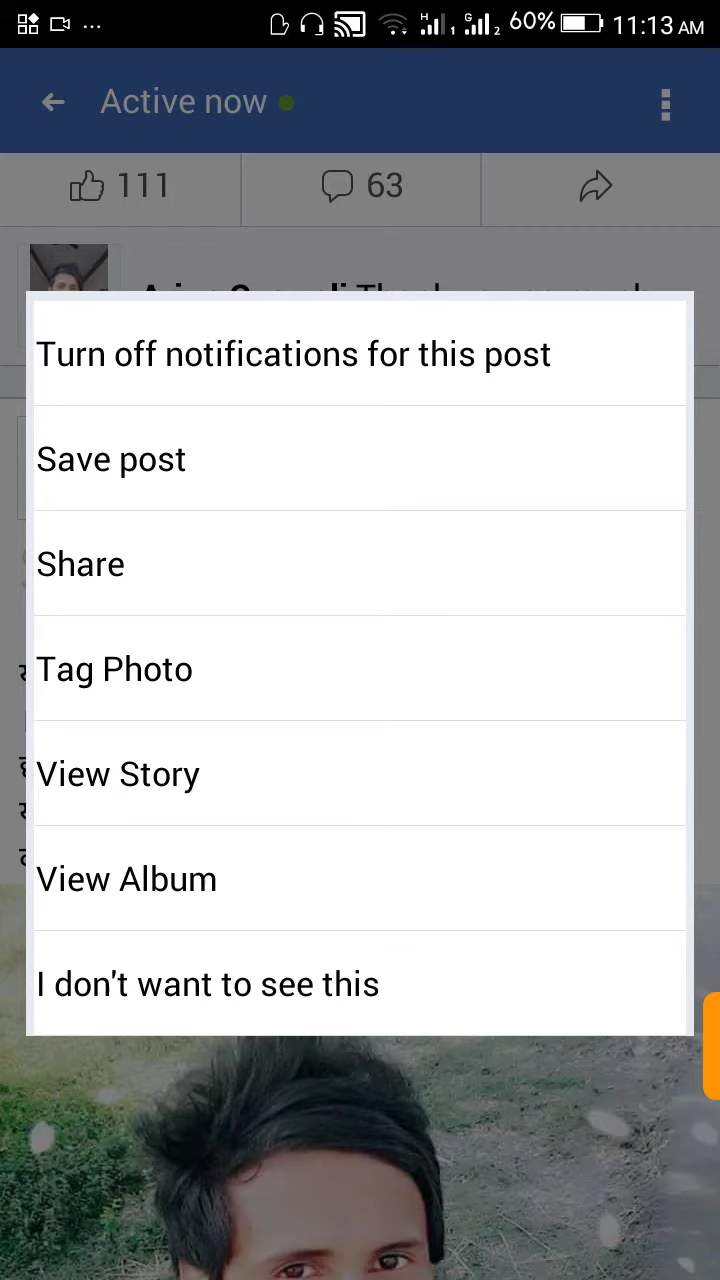 60%
11:13 AM
Active now
111
63
Turn off notifications for this post
Save post
Share
Tag Photo
View Story
View Album
I don't want to see this